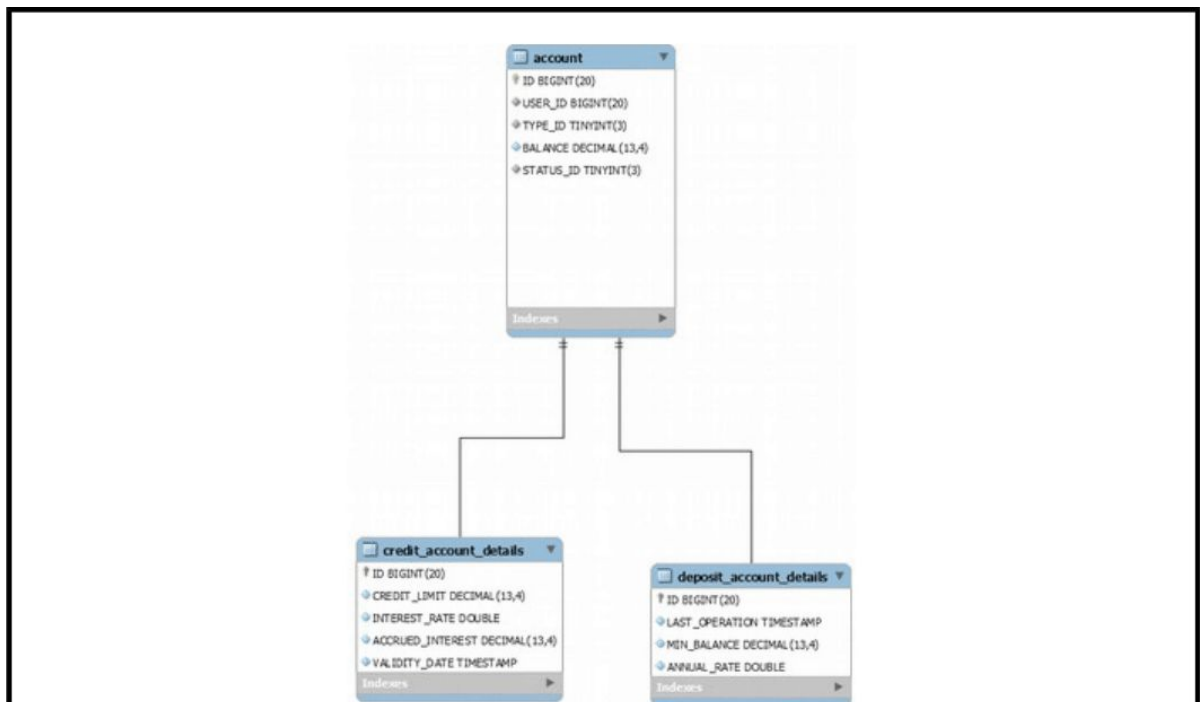 account
ID BIGINT(20)
USER_ID BIGINT(20)
TYPE_ID TINYINT(3)
BALANCE DECIMAL(13,4)
STATUS_ID TINYINT(3)
Indexes
credit_account_details
ID BIGINT(20)
CREDIT_LIMIT DECIMAL(13,4)
INTEREST_RATE DOUBLE
ACCRUED_INTEREST DECIMAL(13,4)
VALIDITY_DATE TIMESTAMP
Indexes
deposit_account_details
ID BIGINT(20)
LAST_OPERATION TIMESTAMP
MIN_BALANCE DECIMAL(13,4)
ANNUAL_RATE DOUBLE
Indexes